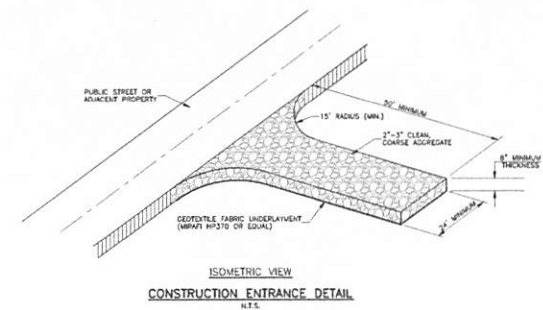 PUBLIC STREET OR
ADJACENT PROPERTY
50' MINIMUM
15' RADIUS (MIN.)
2"-3" CLEAN,
COARSE AGGREGATE
8" MINIMUM
THICKNESS
GEOTEXTILE FABRIC UNDERLAYMENT
(MIRAFI HP370 OR EQUAL)
24' MINIMUM
ISOMETRIC VIEW
CONSTRUCTION ENTRANCE DETAIL
N.T.S.